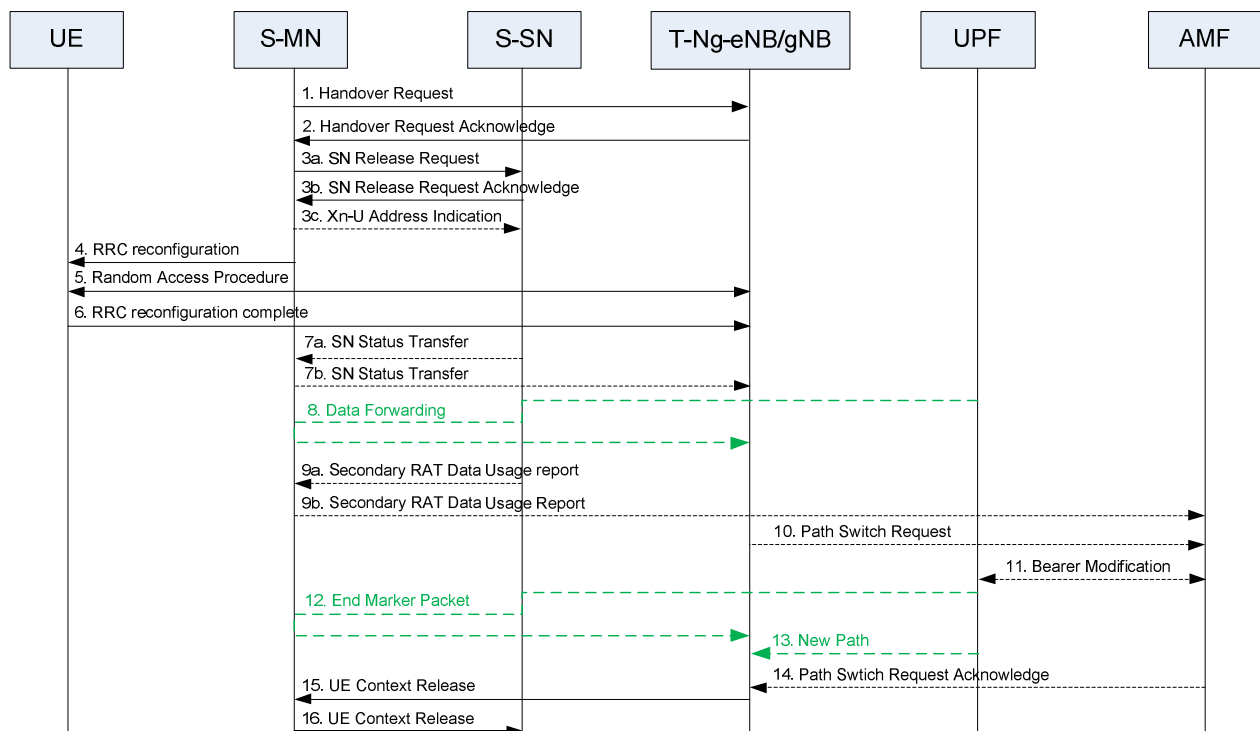 UE
S-MN
S-SN
T-Ng-eNB/gNB
UPF
AMF
1. Handover Request
2. Handover Request Acknowledge
3a. SN Release Request
3b. SN Release Request Acknowledge
3c. Xn-U Address Indication
4. RRC reconfiguration
5. Random Access Procedure
6. RRC reconfiguration complete
7a. SN Status Transfer
7b. SN Status Transfer
8. Data Forwarding
9a. Secondary RAT Data Usage report
9b. Secondary RAT Data Usage Report
10. Path Switch Request
11. Bearer Modification
12. End Marker Packet
13. New Path
14. Path Swtich Request Acknowledge
15. UE Context Release
16. UE Context Release